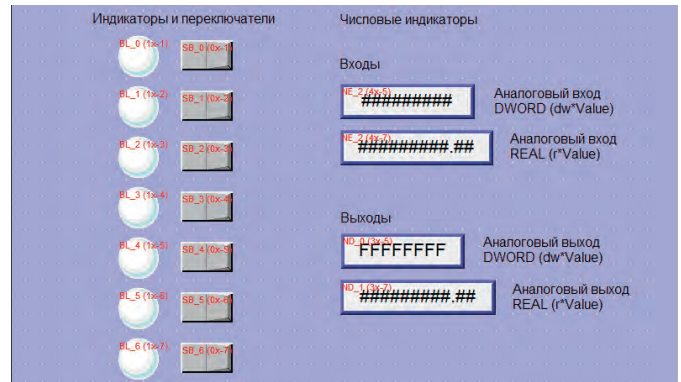 Индикаторы и переключатели
BL_0 (1x-1) SB_0 (0x-1)
BL_1 (1x-2) SB_1 (0x-2)
BL_2 (1x-3) SB_2 (0x-3)
BL_3 (1x-4) SB_3 (0x-4)
BL_4 (1x-5) SB_4 (0x-5)
BL_5 (1x-6) SB_5 (0x-6)
BL_6 (1x-7) SB_6 (0x-7)
Числовые индикаторы
Входы
NE_2 (4x-5)
#########
Аналоговый вход
DWORD (dw*Value)
NE_2 (4x-7)
#########.##
Аналоговый вход
REAL (r*Value)
Выходы
ND_0 (3x-5)
FFFFFFFF
Аналоговый выход
DWORD (dw*Value)
ND_1 (3x-7)
#########.##
Аналоговый выход
REAL (r*Value)